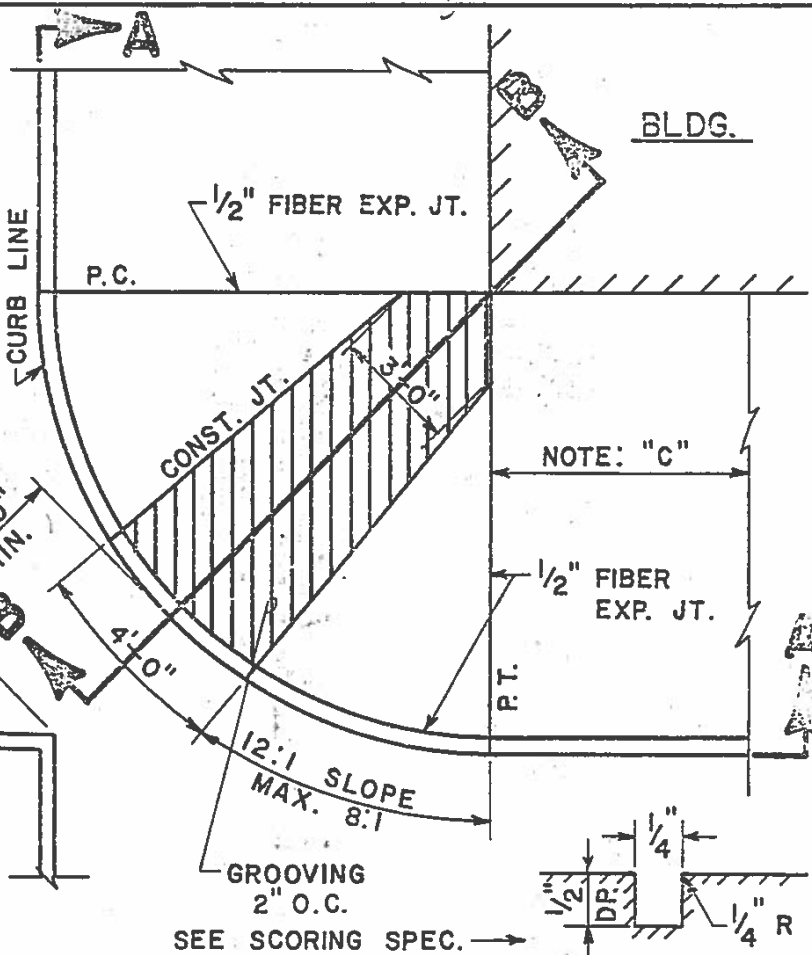 A
B
BLDG.
1/2" FIBER EXP. JT.
P.C.
CURB LINE
CONST. JT.
3'-0"
NOTE: "C"
1/2" FIBER
EXP. JT.
B
4'-0"
P.T.
12:1 SLOPE
MAX. 8:1
GROOVING
2" O.C.
SEE SCORING SPEC.
1/4"
1/2"
DP.
1/4" R